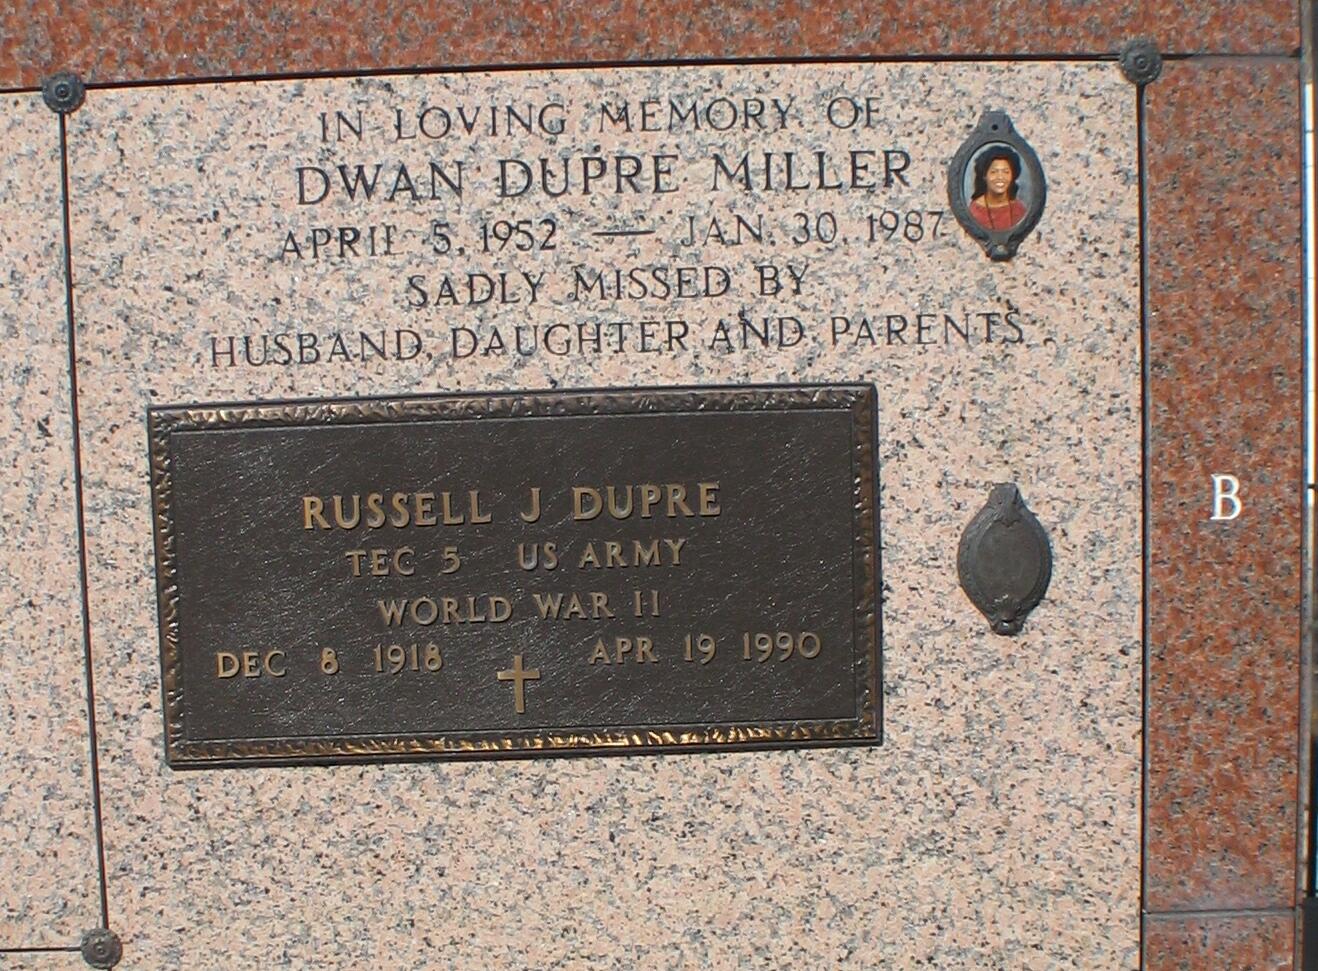 IN LOVING MEMORY OF
DWAN DUPRE MILLER
APRIL 5, 1952 — JAN. 30, 1987
SADLY MISSED BY
HUSBAND, DAUGHTER AND PARENTS
RUSSELL J DUPRE
TEC 5 US ARMY
WORLD WAR II
DEC 8 1918 APR 19 1990
B